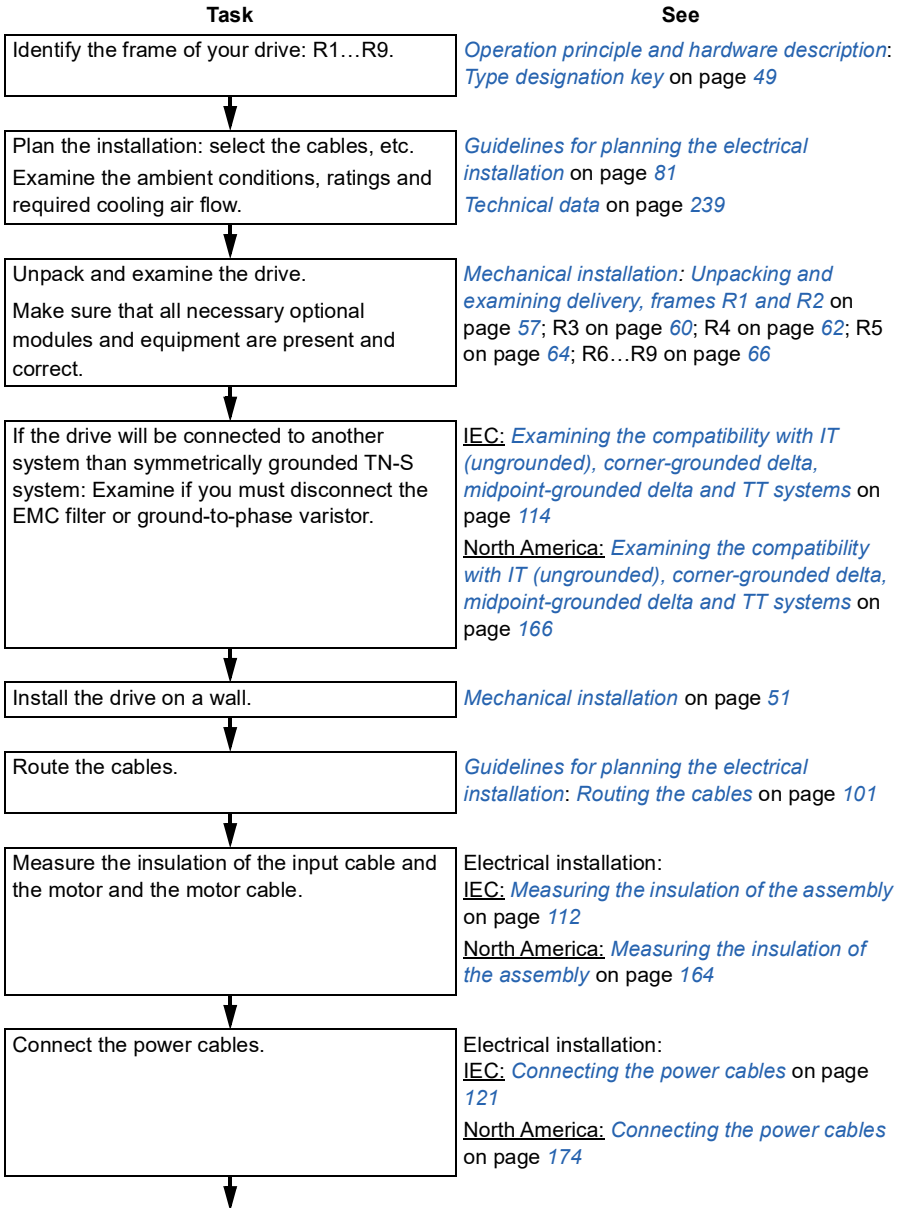 Task
See
Identify the frame of your drive: R1…R9.
Operation principle and hardware description:
Type designation key on page 49
Plan the installation: select the cables, etc.
Examine the ambient conditions, ratings and
required cooling air flow.
Guidelines for planning the electrical
installation on page 81
Technical data on page 239
Unpack and examine the drive.
Make sure that all necessary optional
modules and equipment are present and
correct.
Mechanical installation: Unpacking and
examining delivery, frames R1 and R2 on
page 57; R3 on page 60; R4 on page 62; R5
on page 64; R6…R9 on page 66
If the drive will be connected to another
system than symmetrically grounded TN-S
system: Examine if you must disconnect the
EMC filter or ground-to-phase varistor.
IEC: Examining the compatibility with IT
(ungrounded), corner-grounded delta,
midpoint-grounded delta and TT systems on
page 114
North America: Examining the compatibility
with IT (ungrounded), corner-grounded delta,
midpoint-grounded delta and TT systems on
page 166
Install the drive on a wall.
Mechanical installation on page 51
Route the cables.
Guidelines for planning the electrical
installation: Routing the cables on page 101
Measure the insulation of the input cable and
the motor and the motor cable.
Electrical installation:
IEC: Measuring the insulation of the assembly
on page 112
North America: Measuring the insulation of
the assembly on page 164
Connect the power cables.
Electrical installation:
IEC: Connecting the power cables on page
121
North America: Connecting the power cables
on page 174